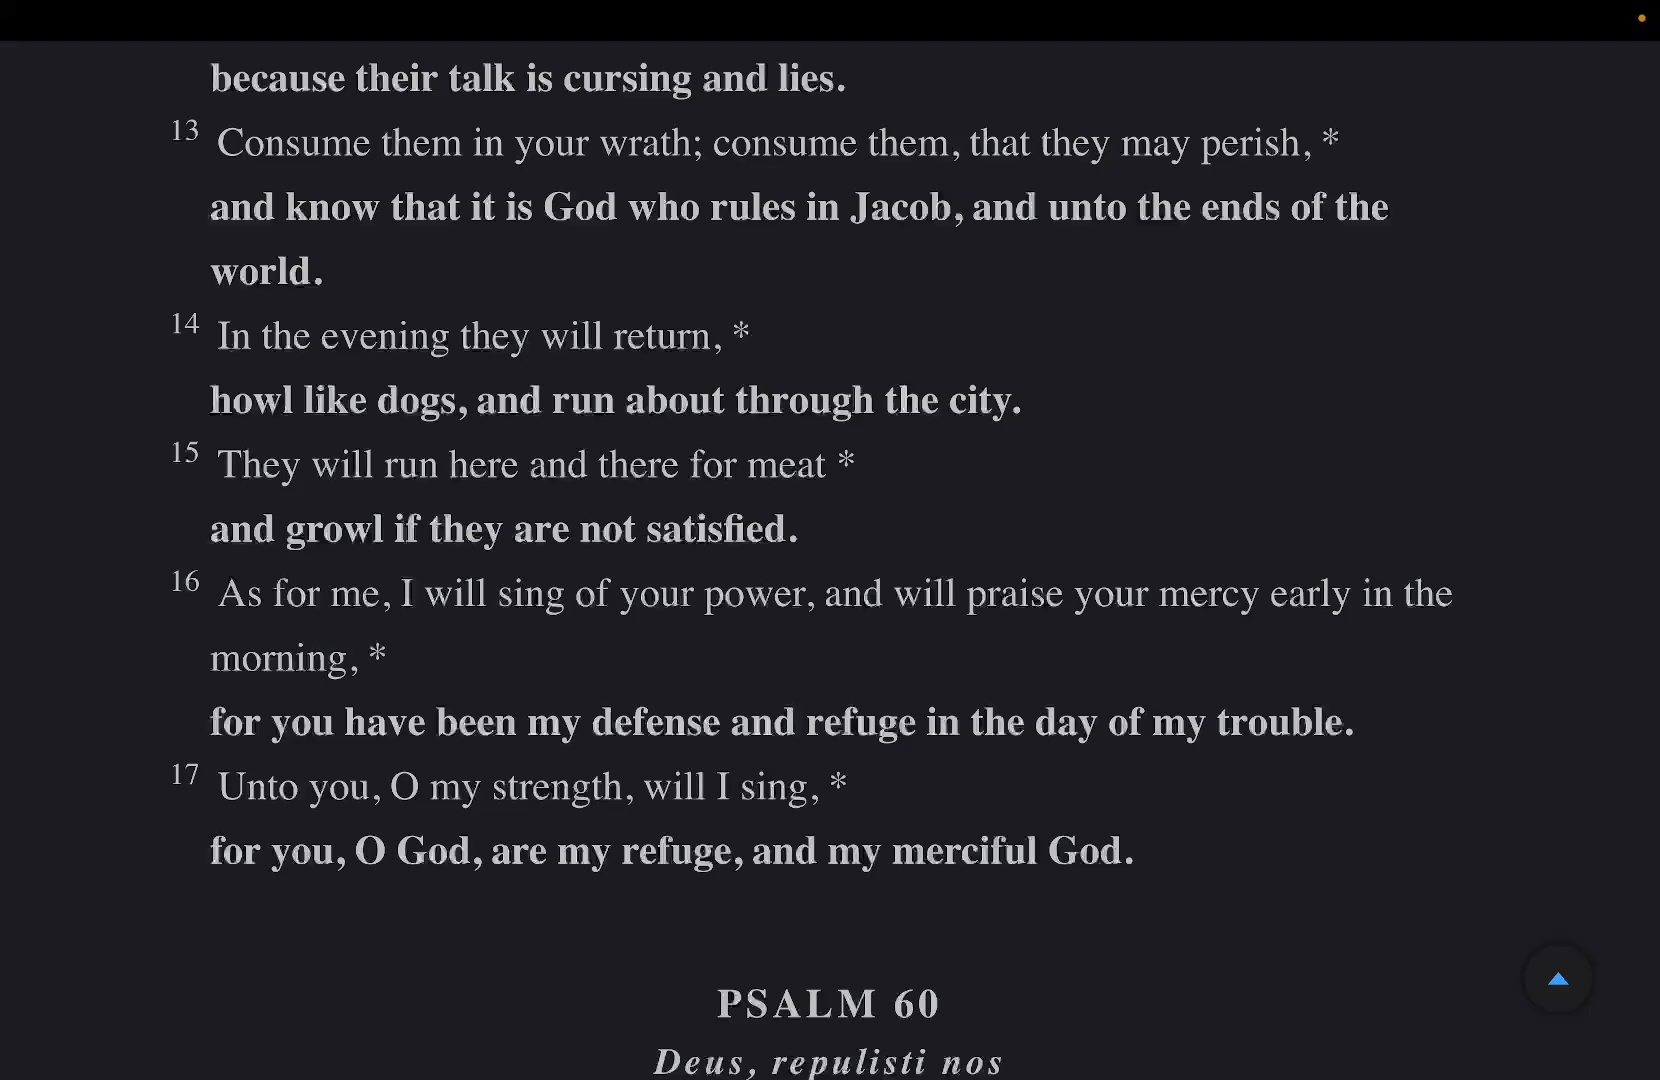 because their talk is cursing and lies.
13 Consume them in your wrath; consume them, that they may perish, *
and know that it is God who rules in Jacob, and unto the ends of the
world.
14 In the evening they will return, *
howl like dogs, and run about through the city.
15 They will run here and there for meat *
and growl if they are not satisfied.
16 As for me, I will sing of your power, and will praise your mercy early in the
morning, *
for you have been my defense and refuge in the day of my trouble.
17 Unto you, O my strength, will I sing, *
for you, O God, are my refuge, and my merciful God.
PSALM 60
Deus, repulisti nos